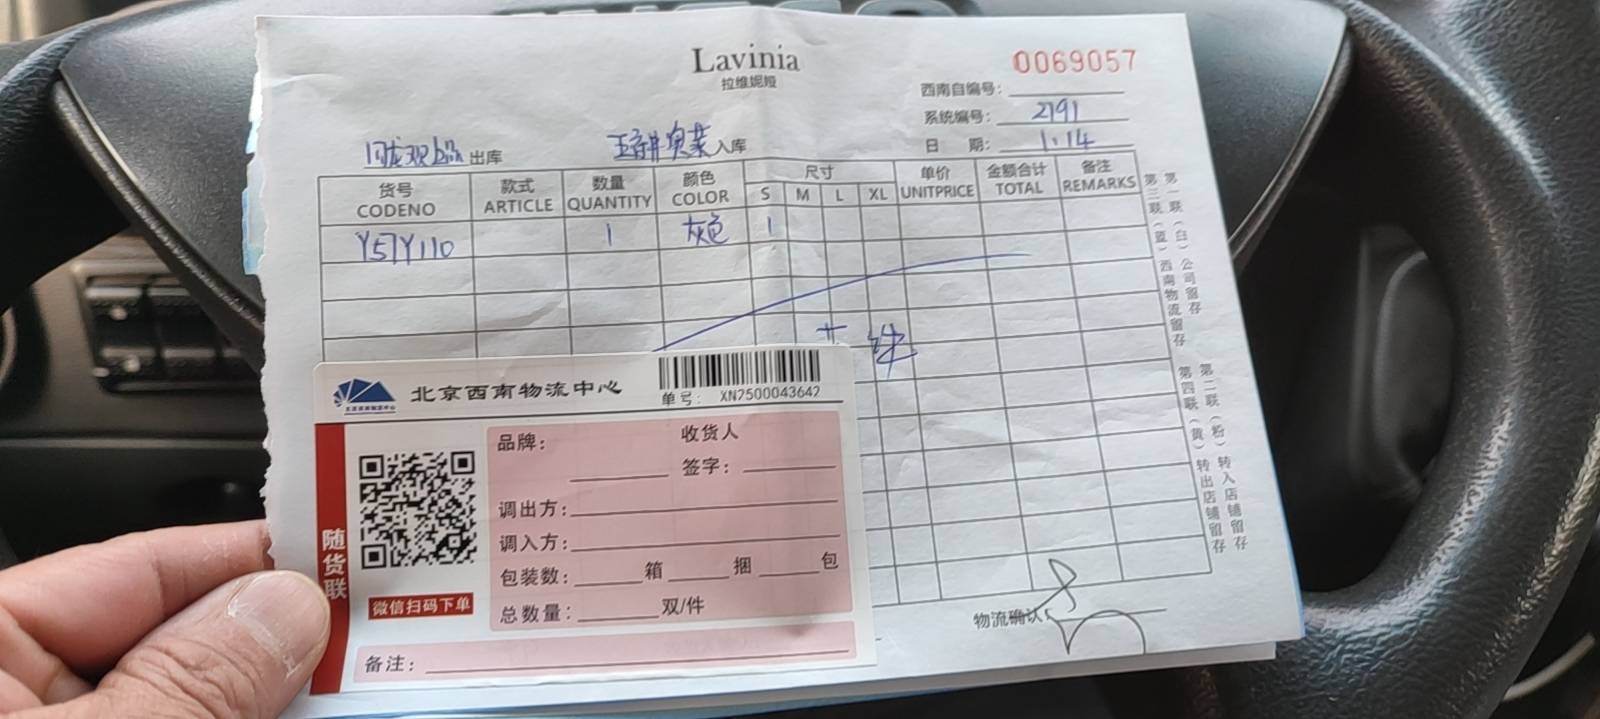 Lavinia
拉维妮娅
0069057
西南自编号：
系统编号： 2791
日 期： 1.14
出库 入库
货号 款式 数量 颜色 尺寸 单价 金额合计 备注
CODENO ARTICLE QUANTITY COLOR S M L XL UNITPRICE TOTAL REMARKS
Y57Y110 1 灰色 1
第一联（白）公司留存 第二联（粉）转入店铺留存
第三联（蓝）西南物流留存 第四联（黄）转出店铺留存
北京西南物流中心
单号： XN2500043642
随货联
微信扫码下单
品牌： 收货人
签字：
调出方：
调入方：
包装数： 箱 捆 包
总数量： 双/件
备注：
物流确认